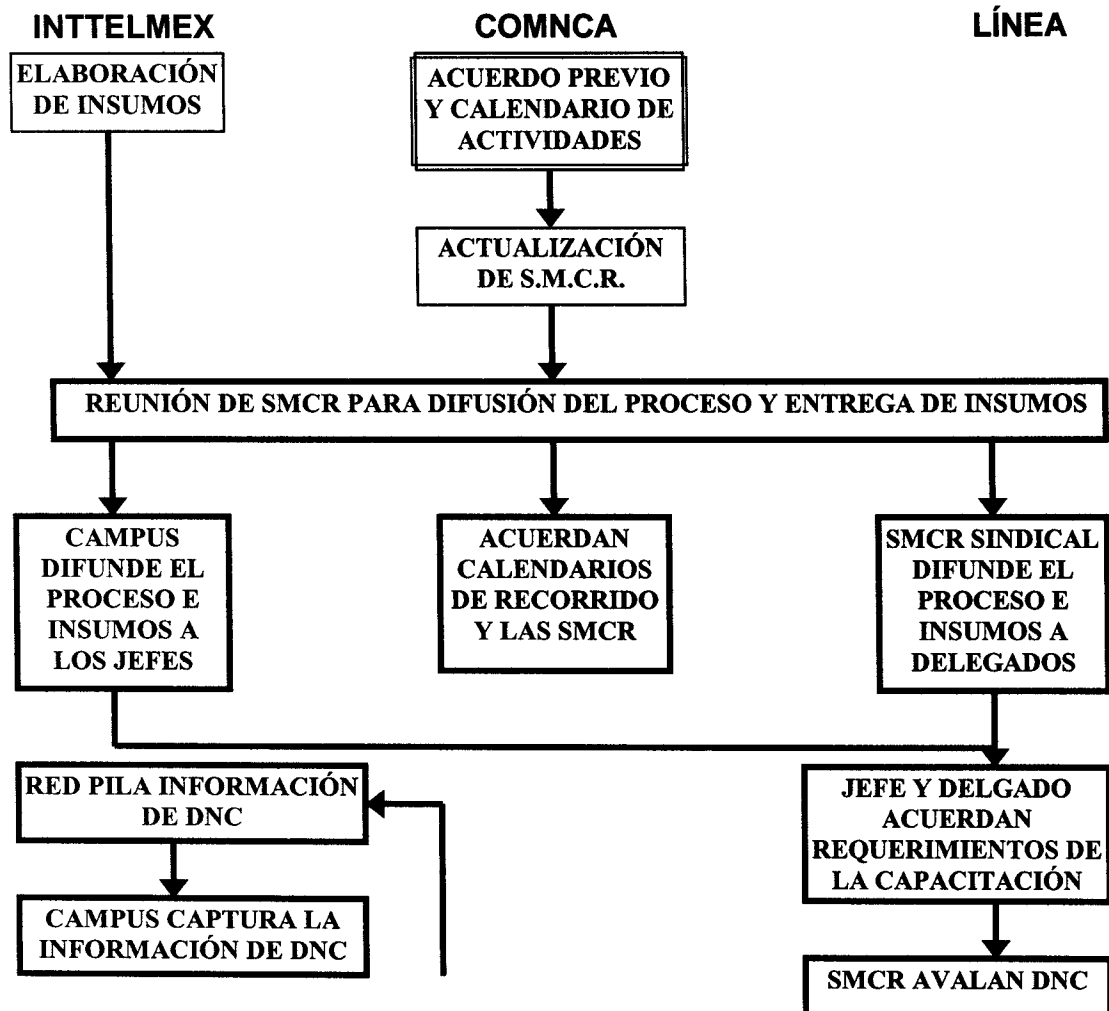 INTTELMEX
COMNCA
LÍNEA
ELABORACIÓN
DE INSUMOS
ACUERDO PREVIO
Y CALENDARIO DE
ACTIVIDADES
ACTUALIZACIÓN
DE S.M.C.R.
REUNIÓN DE SMCR PARA DIFUSIÓN DEL PROCESO Y ENTREGA DE INSUMOS
CAMPUS
DIFUNDE EL
PROCESO E
INSUMOS A
LOS JEFES
ACUERDAN
CALENDARIOS
DE RECORRIDO
Y LAS SMCR
SMCR SINDICAL
DIFUNDE EL
PROCESO E
INSUMOS A
DELEGADOS
RED PILA INFORMACIÓN
DE DNC
JEFE Y DELGADO
ACUERDAN
REQUERIMIENTOS DE
LA CAPACITACIÓN
CAMPUS CAPTURA LA
INFORMACIÓN DE DNC
SMCR AVALAN DNC